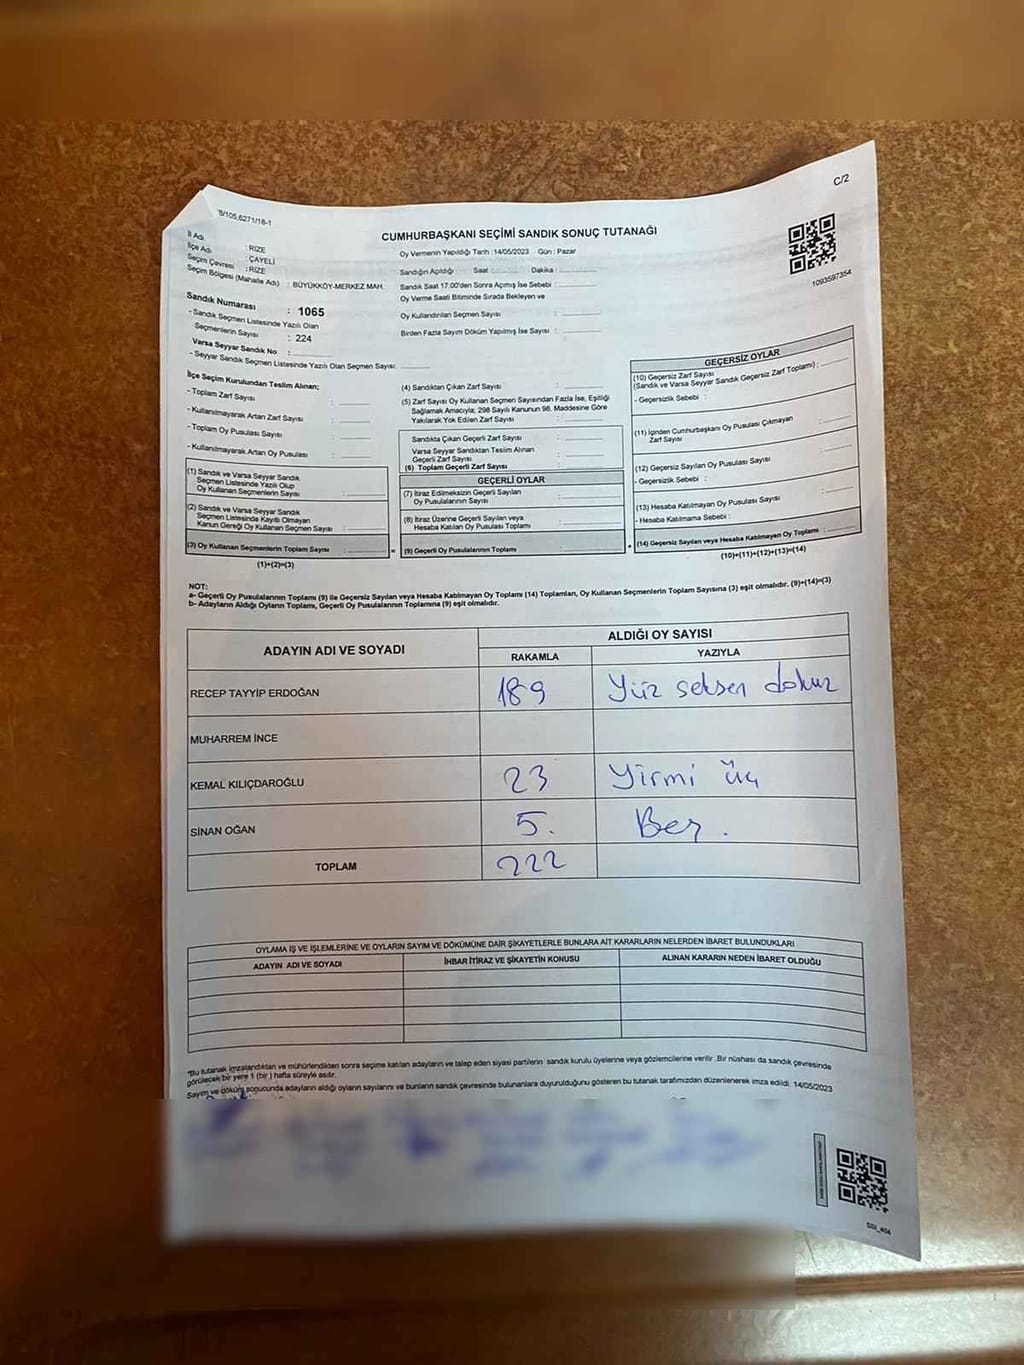 C/2
CUMHURBAŞKANI SEÇİMİ SANDIK SONUÇ TUTANAĞI
İl Adı : RİZE
İlçe Adı : ÇAYELİ
Seçim Çevresi : RİZE
Seçim Bölgesi (Mahalle Adı) : BÜYÜKKÖY-MERKEZ MAH.
Oy Vermenin Yapıldığı Tarih :14/05/2023 Gün : Pazar
Sandığın Açıldığı Saat Dakika :
Sandık Saat 17:00'den Sonra Açılmış İse Sebebi :
Oy Verme Saati Bitiminde Sırada Bekleyen ve
Oy Kullandırılan Seçmen Sayısı :
Birden Fazla Sayım Döküm Yapılmış İse Sayısı :
1093597354
Sandık Numarası : 1065
- Sandık Seçmen Listesinde Yazılı Olan
Seçmenlerin Sayısı : 224
Varsa Seyyar Sandık No :
- Seyyar Sandık Seçmen Listesinde Yazılı Olan Seçmen Sayısı:
İlçe Seçim Kurulundan Teslim Alınan;
- Toplam Zarf Sayısı :
- Kullanılmayarak Artan Zarf Sayısı :
- Toplam Oy Pusulası Sayısı :
- Kullanılmayarak Artan Oy Pusulası :
(1) Sandık ve Varsa Seyyar Sandık
Seçmen Listesinde Yazılı Olup
Oy Kullanan Seçmenlerin Sayısı :
(2) Sandık ve Varsa Seyyar Sandık
Seçmen Listesinde Kayıtlı Olmayan
Kanun Gereği Oy Kullanan Seçmen Sayısı :
(3) Oy Kullanan Seçmenlerin Toplam Sayısı :
(1)+(2)=(3)
(4) Sandıktan Çıkan Zarf Sayısı :
(5) Zarf Sayısı Oy Kullanan Seçmen Sayısından Fazla İse, Eşitliği
Sağlamak Amacıyla; 298 Sayılı Kanunun 98. Maddesine Göre
Yakılarak Yok Edilen Zarf Sayısı :
Sandıkta Çıkan Geçerli Zarf Sayısı :
Varsa Seyyar Sandıktan Teslim Alınan
Geçerli Zarf Sayısı :
(6) Toplam Geçerli Zarf Sayısı :
GEÇERLİ OYLAR
(7) İtiraz Edilmeksizin Geçerli Sayılan
Oy Pusulalarının Sayısı :
(8) İtiraz Üzerine Geçerli Sayılan veya
Hesaba Katılan Oy Pusulası Toplamı :
= (9) Geçerli Oy Pusulalarının Toplamı :
GEÇERSİZ OYLAR
(10) Geçersiz Zarf Sayısı
(Sandık ve Varsa Seyyar Sandık Geçersiz Zarf Toplamı) :
- Geçersizlik Sebebi :
(11) İçinden Cumhurbaşkanı Oy Pusulası Çıkmayan
Zarf Sayısı :
(12) Geçersiz Sayılan Oy Pusulası Sayısı :
- Geçersizlik Sebebi :
(13) Hesaba Katılmayan Oy Pusulası Sayısı :
- Hesaba Katılmama Sebebi :
+ (14) Geçersiz Sayılan veya Hesaba Katılmayan Oy Toplamı :
(10)+(11)+(12)+(13)=(14)
NOT:
a- Geçerli Oy Pusulalarının Toplamı (9) ile Geçersiz Sayılan veya Hesaba Katılmayan Oy Toplamı (14) Toplamları, Oy Kullanan Seçmenlerin Toplam Sayısına (3) eşit olmalıdır. (9)+(14)=(3)
b- Adayların Aldığı Oyların Toplamı, Geçerli Oy Pusulalarının Toplamına (9) eşit olmalıdır.
ADAYIN ADI VE SOYADI
ALDIĞI OY SAYISI
RAKAMLA YAZIYLA
RECEP TAYYİP ERDOĞAN 189 Yüz seksen dokuz
MUHARREM İNCE
KEMAL KILIÇDAROĞLU 23 Yirmi üç
SİNAN OĞAN 5. Beş.
TOPLAM 222
OYLAMA İŞ VE İŞLEMLERİNE VE OYLARIN SAYIM VE DÖKÜMÜNE DAİR ŞİKAYETLERLE BUNLARA AİT KARARLARIN NELERDEN İBARET BULUNDUKLARI
ADAYIN ADI VE SOYADI İHBAR İTİRAZ VE ŞİKAYETİN KONUSU ALINAN KARARIN NEDEN İBARET OLDUĞU
*Bu tutanak imzalandıktan ve mühürlendikten sonra seçime katılan adayların ve talep eden siyasi partilerin sandık kurulu üyelerine veya gözlemcilerine verilir. Bir nüshası da sandık çevresinde
görülecek bir yere 1 (bir) hafta süreyle asılır.
Sayım ve döküm sonucunda adayların aldığı oyların sayılarını ve bunların sandık çevresinde bulunanlara duyurulduğunu gösteren bu tutanak tarafımızdan düzenlenerek imza edildi. 14/05/2023